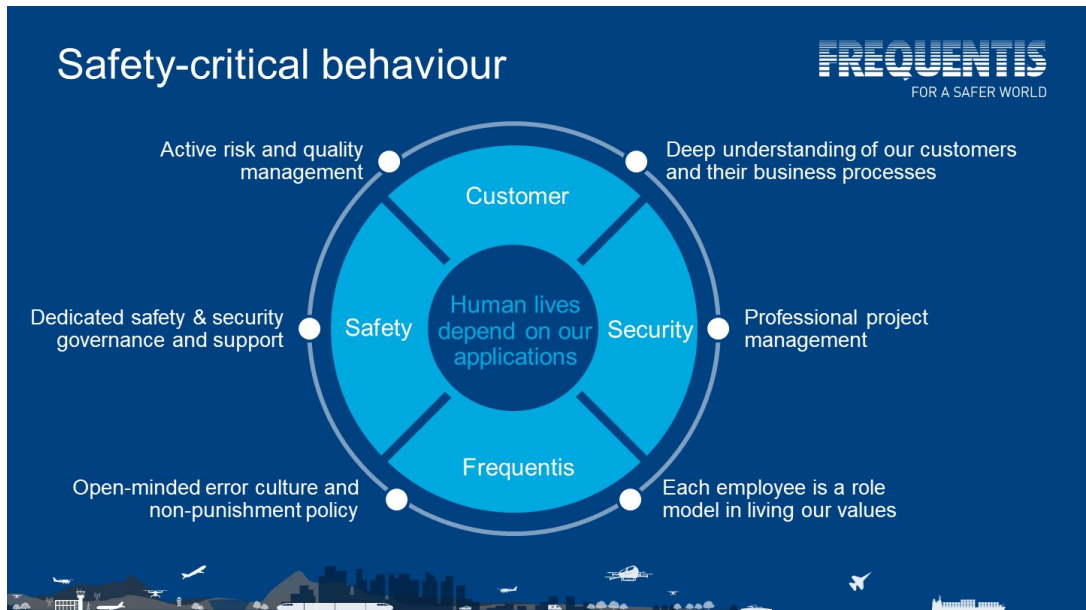 Safety-critical behaviour
FREQUENTIS
FOR A SAFER WORLD
Active risk and quality
management
Deep understanding of our customers
and their business processes
Customer
Dedicated safety & security
governance and support
Safety
Human lives
depend on our
applications
Security
Professional project
management
Frequentis
Open-minded error culture and
non-punishment policy
Each employee is a role
model in living our values